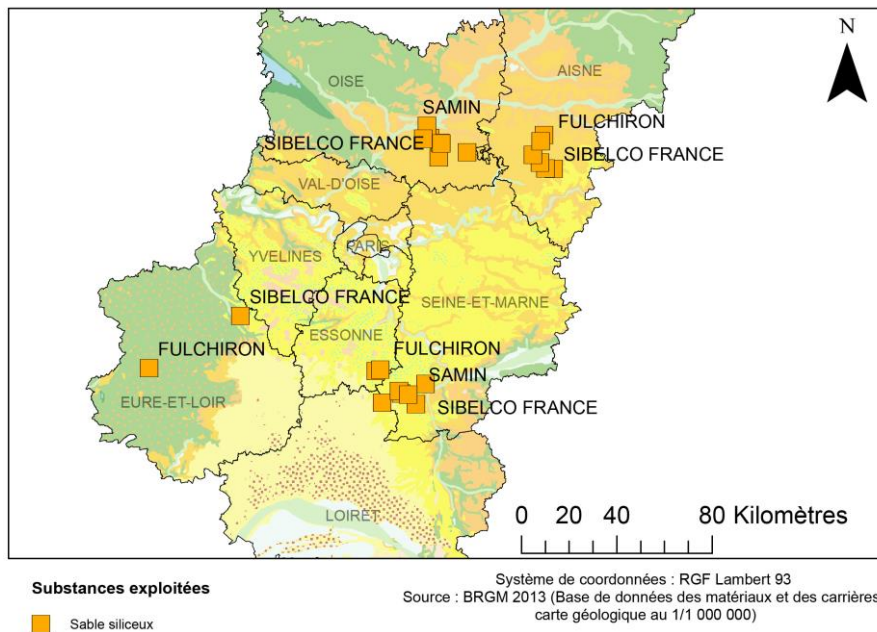 N
OISE
AISNE
SAMIN
FULCHIRON
SIBELCO FRANCE
SIBELCO FRANCE
VAL-D'OISE
PARIS
YVELINES
SIBELCO FRANCE
SEINE-ET-MARNE
ESSONNE
FULCHIRON
FULCHIRON
SAMIN
EURE-ET-LOIR
SIBELCO FRANCE
LOIRET
0 20 40 80 Kilomètres
Substances exploitées
Sable siliceux
Système de coordonnées : RGF Lambert 93
Source : BRGM 2013 (Base de données des matériaux et des carrières
carte géologique au 1/1 000 000)